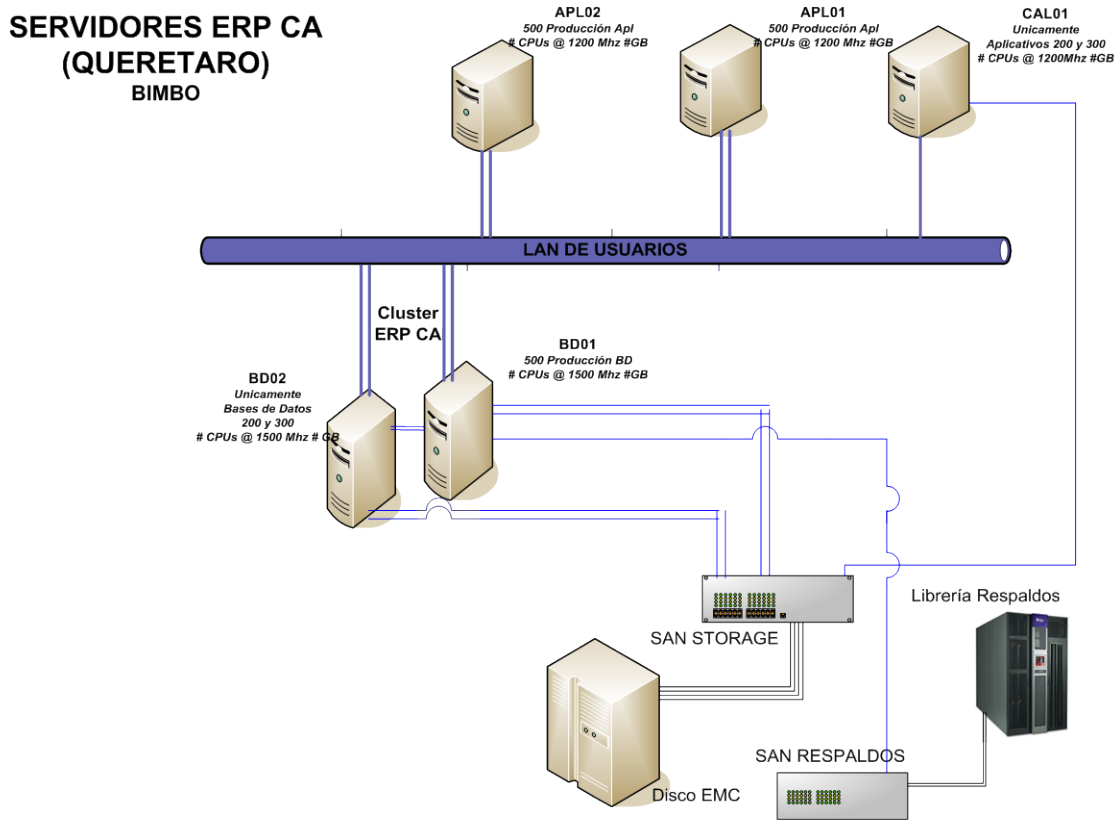 SERVIDORES ERP CA
(QUERETARO)
BIMBO
APL02
500 Producción Apl
# CPUs @ 1200 Mhz #GB
APL01
500 Producción Apl
# CPUs @ 1200 Mhz #GB
CAL01
Unicamente
Aplicativos 200 y 300
# CPUs @ 1200Mhz #GB
LAN DE USUARIOS
Cluster
ERP CA
BD01
500 Producción BD
# CPUs @ 1500 Mhz #GB
BD02
Unicamente
Bases de Datos
200 y 300
# CPUs @ 1500 Mhz # GB
SAN STORAGE
Librería Respaldos
SAN RESPALDOS
Disco EMC